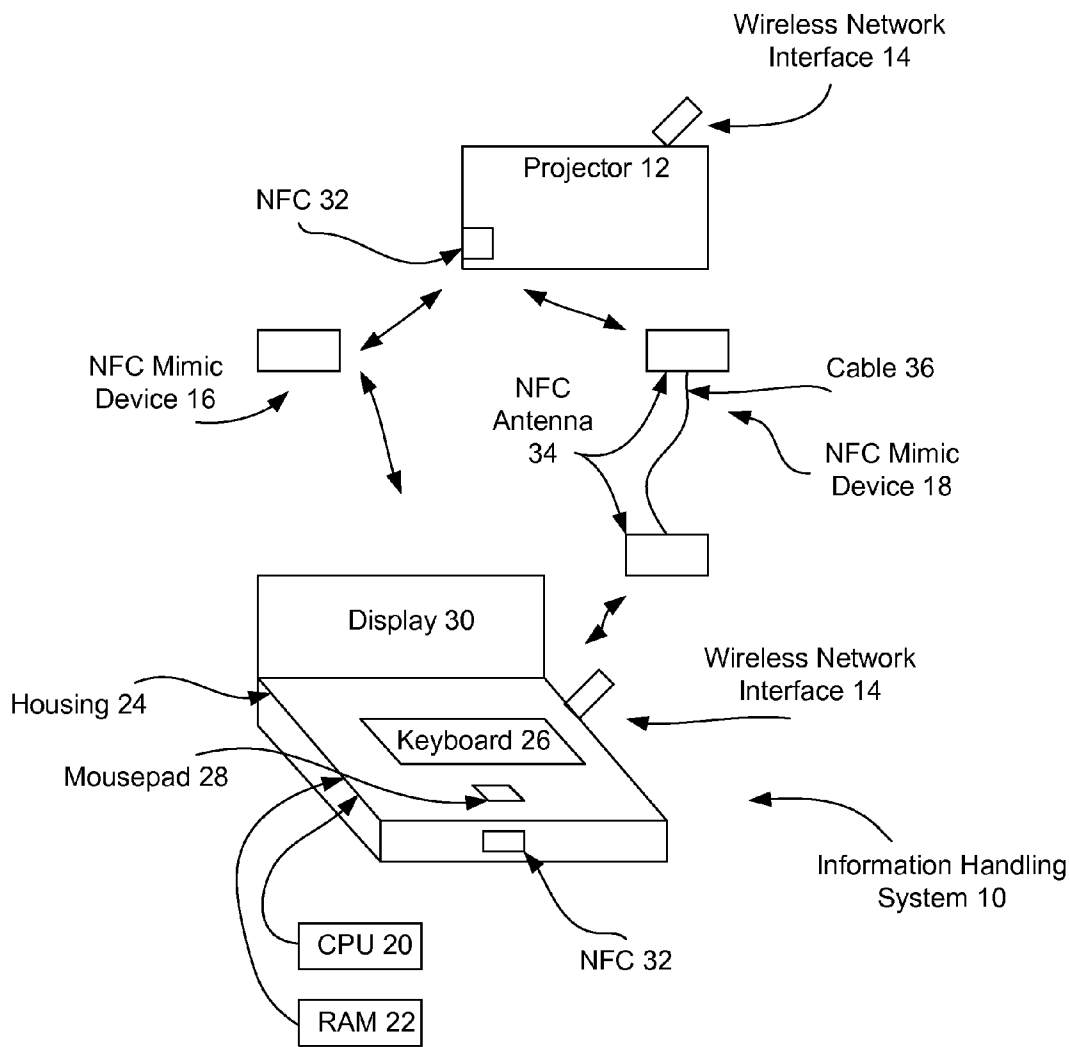 Wireless Network
Interface 14
Projector 12
NFC 32
NFC Mimic
Device 16
NFC
Antenna
34
Cable 36
NFC Mimic
Device 18
Display 30
Wireless Network
Interface 14
Housing 24
Keyboard 26
Mousepad 28
Information Handling
System 10
CPU 20
NFC 32
RAM 22